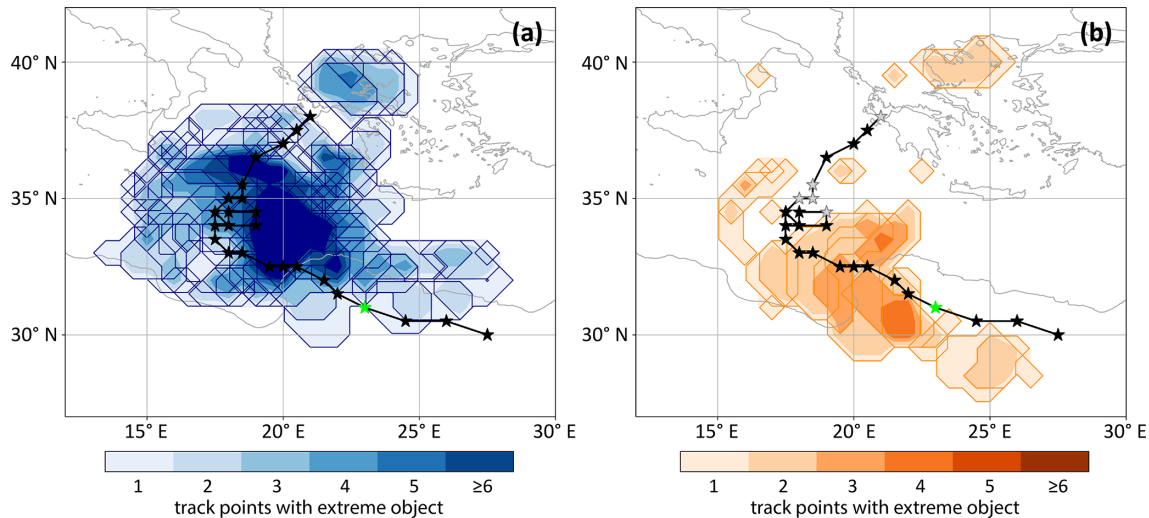 (a)
(b)
40° N
40° N
35° N
35° N
30° N
30° N
15° E 20° E 25° E 30° E
15° E 20° E 25° E 30° E
1 2 3 4 5 ≥6
1 2 3 4 5 ≥6
track points with extreme object
track points with extreme object